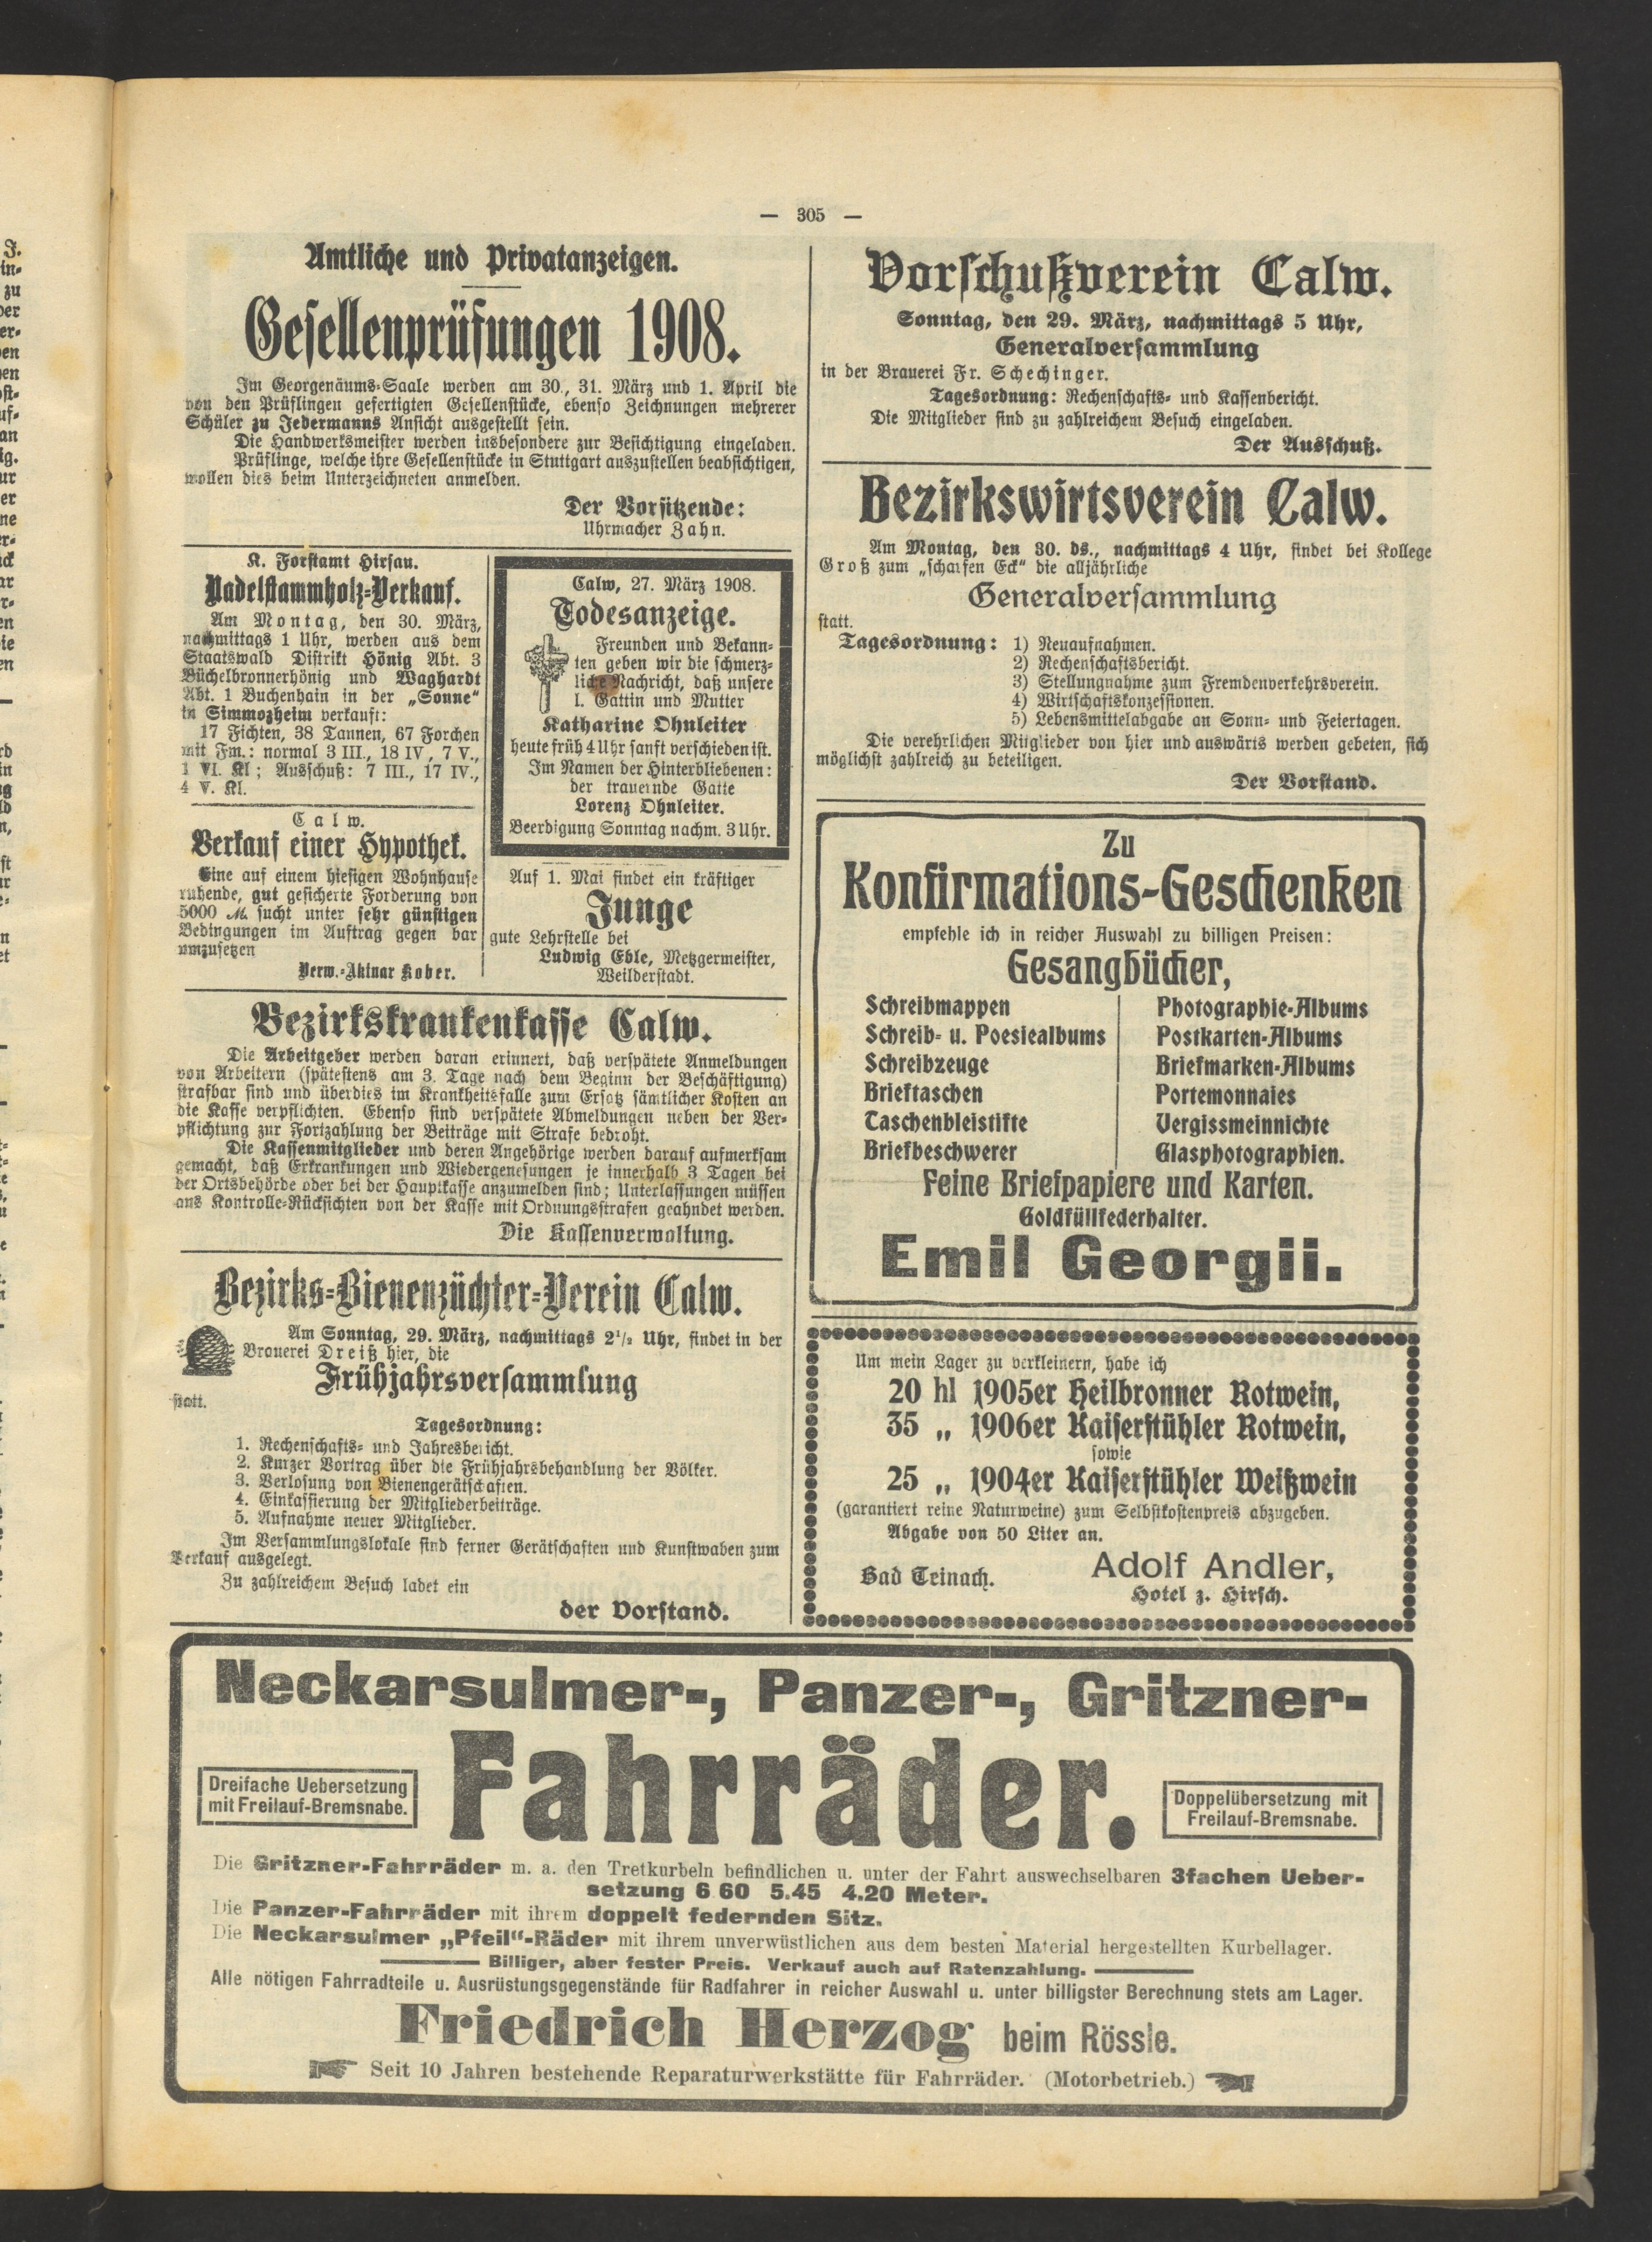 — 305 —
Amtliche und Privatanzeigen.
Gesellenprüfungen 1908.
Im Georgenäums-Saale werden am 30., 31. März und 1. April die
von den Prüflingen gefertigten Gesellenstücke, ebenso Zeichnungen mehrerer
Schüler zu Jedermanns Ansicht ausgestellt sein.
Die Handwerksmeister werden insbesondere zur Besichtigung eingeladen.
Prüflinge, welche ihre Gesellenstücke in Stuttgart auszustellen beabsichtigen,
wollen dies beim Unterzeichneten anmelden.
Der Vorsitzende:
Uhrmacher Zahn.
K. Forstamt Hirsau.
Nadelstammholz-Verkauf.
Am Montag, den 30. März,
nachmittags 1 Uhr, werden aus dem
Staatswald Distrikt Hönig Abt. 3
Büchelbronnerhönig und Waghardt
Abt. 1 Buchenhain in der „Sonne"
in Simmozheim verkauft:
17 Fichten, 38 Tannen, 67 Forchen
mit Fm.: normal 3 III., 18 IV, 7 V.,
1 VI. Kl; Ausschuß: 7 III., 17 IV.,
4 V. Kl.
Calw.
Verkauf einer Hypothek.
Eine auf einem hiesigen Wohnhause
ruhende, gut gesicherte Forderung von
5000 M. sucht unter sehr günstigen
Bedingungen im Auftrag gegen bar
umzusetzen
Verw.-Aktuar Kober.
Calw, 27. März 1908.
Todesanzeige.
Freunden und Bekann-
ten geben wir die schmerz-
liche Nachricht, daß unsere
l. Gattin und Mutter
Katharine Ohnleiter
heute früh 4 Uhr sanft verschieden ist.
Im Namen der Hinterbliebenen:
der trauernde Gatte
Lorenz Ohnleiter.
Beerdigung Sonntag nachm. 3 Uhr.
Auf 1. Mai findet ein kräftiger
Junge
gute Lehrstelle bei
Ludwig Eble, Metzgermeister,
Weilderstadt.
Bezirkskrankenkasse Calw.
Die Arbeitgeber werden daran erinnert, daß verspätete Anmeldungen
von Arbeitern (spätestens am 3. Tage nach dem Beginn der Beschäftigung)
strafbar sind und überdies im Krankheitsfalle zum Ersatz sämtlicher Kosten an
die Kasse verpflichten. Ebenso sind verspätete Abmeldungen neben der Ver-
pflichtung zur Fortzahlung der Beiträge mit Strafe bedroht.
Die Kassenmitglieder und deren Angehörige werden darauf aufmerksam
gemacht, daß Erkrankungen und Wiedergenesungen je innerhalb 3 Tagen bei
der Ortsbehörde oder bei der Hauptkasse anzumelden sind; Unterlassungen müssen
aus Kontrolle-Rücksichten von der Kasse mit Ordnungsstrafen geahndet werden.
Die Kassenverwaltung.
Bezirks-Bienenzüchter-Verein Calw.
Am Sonntag, 29. März, nachmittags 2½ Uhr, findet in der
Brauerei Dreiß hier, die
Frühjahrsversammlung
statt.
Tagesordnung:
1. Rechenschafts- und Jahresbericht.
2. Kurzer Vortrag über die Frühjahrsbehandlung der Völker.
3. Verlosung von Bienengerätschaften.
4. Einkassierung der Mitgliederbeiträge.
5. Aufnahme neuer Mitglieder.
Im Versammlungslokale sind ferner Gerätschaften und Kunstwaben zum
Verkauf ausgelegt.
Zu zahlreichem Besuch ladet ein
der Vorstand.
Vorschußverein Calw.
Sonntag, den 29. März, nachmittags 5 Uhr,
Generalversammlung
in der Brauerei Fr. Schechinger.
Tagesordnung: Rechenschafts- und Kassenbericht.
Die Mitglieder sind zu zahlreichem Besuch eingeladen.
Der Ausschuß.
Bezirkswirtsverein Calw.
Am Montag, den 30. ds., nachmittags 4 Uhr, findet bei Kollege
Groß zum „scharfen Eck" die alljährliche
Generalversammlung
statt.
Tagesordnung: 1) Neuaufnahmen.
2) Rechenschaftsbericht.
3) Stellungnahme zum Fremdenverkehrsverein.
4) Wirtschaftskonzessionen.
5) Lebensmittelabgabe an Sonn- und Feiertagen.
Die verehrlichen Mitglieder von hier und auswärts werden gebeten, sich
möglichst zahlreich zu beteiligen.
Der Vorstand.
Zu
Konfirmations-Geschenken
empfehle ich in reicher Auswahl zu billigen Preisen:
Gesangbücher,
Schreibmappen
Schreib- u. Poesiealbums
Schreibzeuge
Brieftaschen
Taschenbleistifte
Briefbeschwerer
Photographie-Albums
Postkarten-Albums
Briefmarken-Albums
Portemonnaies
Vergissmeinnichte
Glasphotographien.
Feine Briefpapiere und Karten.
Goldfüllfederhalter.
Emil Georgii.
Um mein Lager zu verkleinern, habe ich
20 hl 1905er Heilbronner Rotwein,
35 „ 1906er Kaiserstühler Rotwein,
sowie
25 „ 1904er Kaiserstühler Weißwein
(garantiert reine Naturweine) zum Selbstkostenpreis abzugeben.
Abgabe von 50 Liter an.
Bad Teinach.
Adolf Andler,
Hotel z. Hirsch.
Neckarsulmer-, Panzer-, Gritzner-
Fahrräder.
Dreifache Uebersetzung
mit Freilauf-Bremsnabe.
Doppelübersetzung mit
Freilauf-Bremsnabe.
Die Gritzner-Fahrräder m. a. den Tretkurbeln befindlichen u. unter der Fahrt auswechselbaren 3fachen Ueber-
setzung 6 60 5.45 4.20 Meter.
Die Panzer-Fahrräder mit ihrem doppelt federnden Sitz.
Die Neckarsulmer „Pfeil"-Räder mit ihrem unverwüstlichen aus dem besten Material hergestellten Kurbellager.
Billiger, aber fester Preis. Verkauf auch auf Ratenzahlung.
Alle nötigen Fahrradteile u. Ausrüstungsgegenstände für Radfahrer in reicher Auswahl u. unter billigster Berechnung stets am Lager.
Friedrich Herzog beim Rössle.
Seit 10 Jahren bestehende Reparaturwerkstätte für Fahrräder. (Motorbetrieb.)